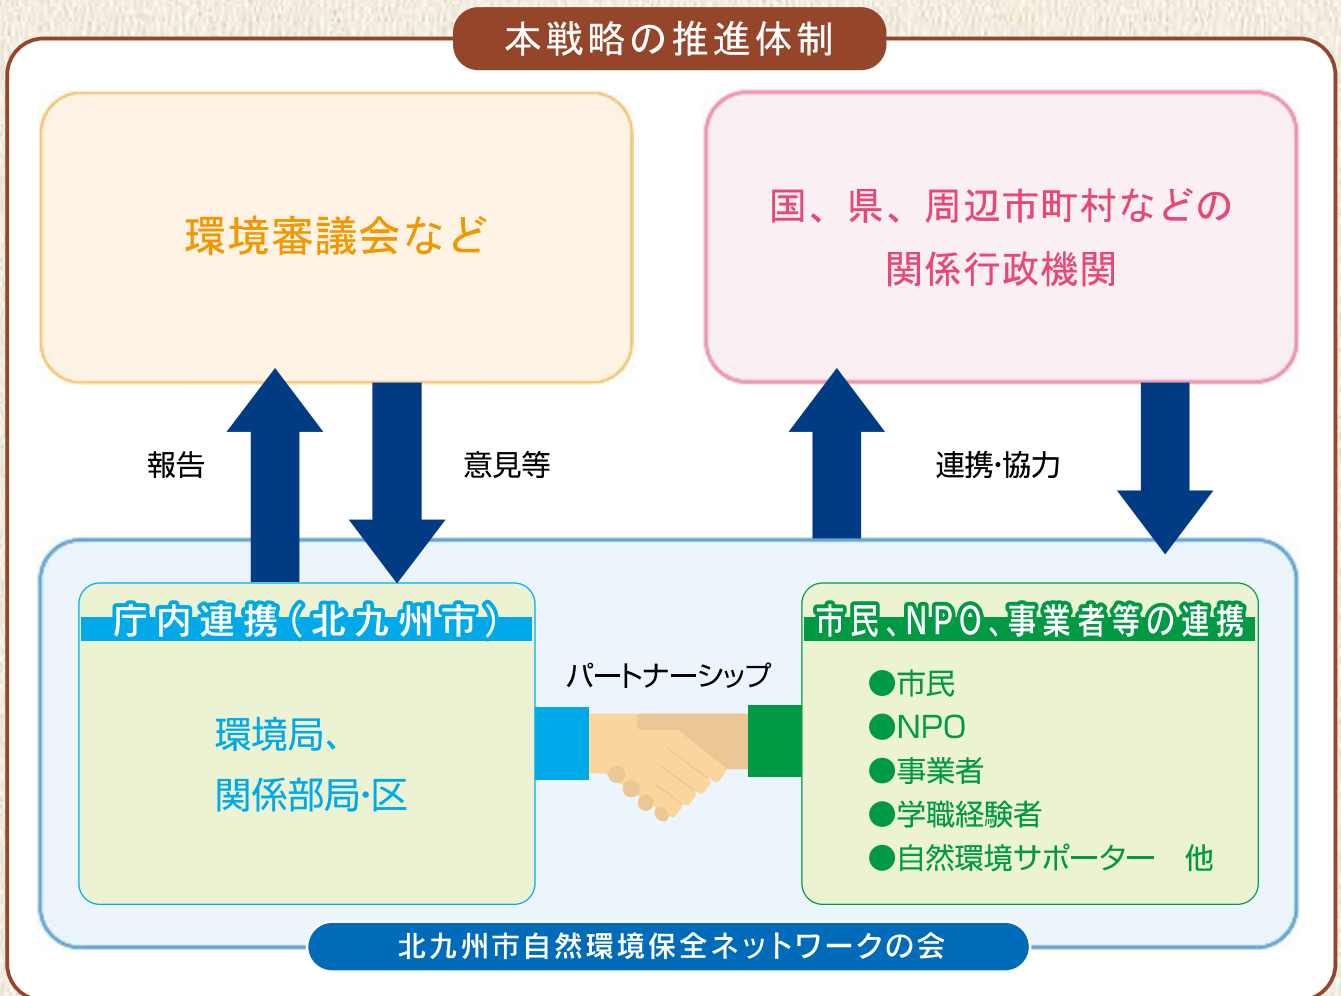 本戦略の推進体制
環境審議会など
国、県、周辺市町村などの
関係行政機関
報告
意見等
連携・協力
庁内連携(北九州市)
環境局、
関係部局・区
パートナーシップ
市民、NPO、事業者等の連携
●市民
●NPO
●事業者
●学職経験者
●自然環境サポーター　他
北九州市自然環境保全ネットワークの会